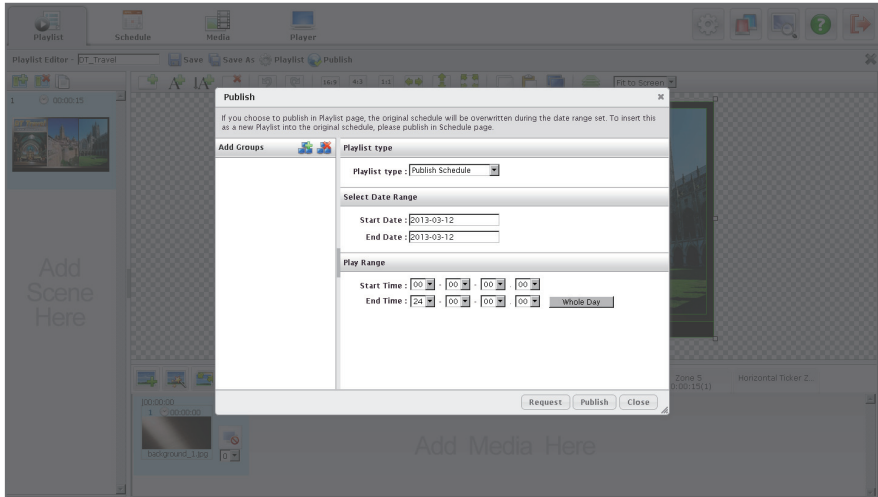 Playlist
Schedule
Media
Player
Playlist Editor - DT_Travel
Save
Save As
Playlist
Publish
16:9
4:3
1:1
Fit to Screen
1 00:00:15
Add
Scene
Here
Publish
If you choose to publish in Playlist page, the original schedule will be overwritten during the date range set. To insert this
as a new Playlist into the original schedule, please publish in Schedule page.
Add Groups
Playlist type
Playlist type : Publish Schedule
Select Date Range
Start Date : 2013-03-12
End Date : 2013-03-12
Play Range
Start Time : 00 - 00 - 00 . 00
End Time : 24 - 00 - 00 . 00 Whole Day
Request Publish Close
Zone 5
0:00:15(1)
Horizontal Ticker Z...
00:00:00
1 00:00:00
background_1.jpg
0
Add Media Here